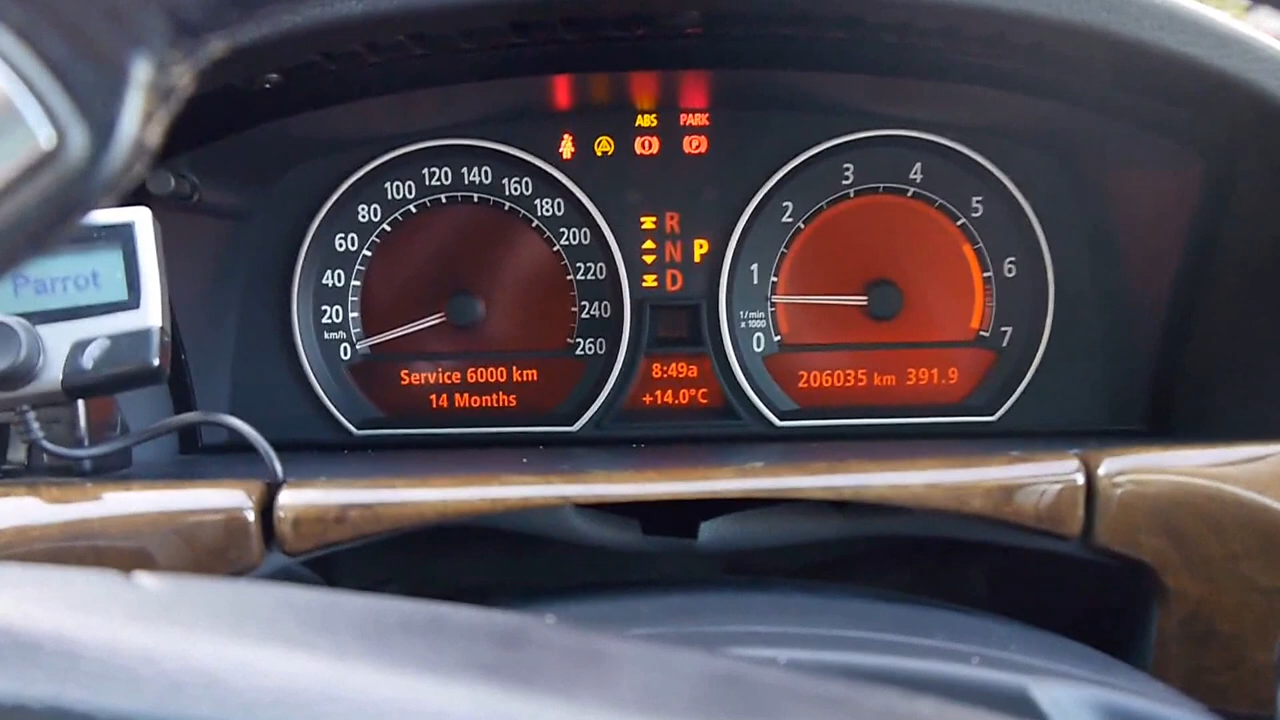 Parrot
ABS PARK
P
0 20 40 60 80 100 120 140 160 180 200 220 240 260
km/h
Service 6000 km
14 Months
R
N P
D
8:49a
+14.0°C
0 1 2 3 4 5 6 7
1/min
x 1000
206035 km 391.9